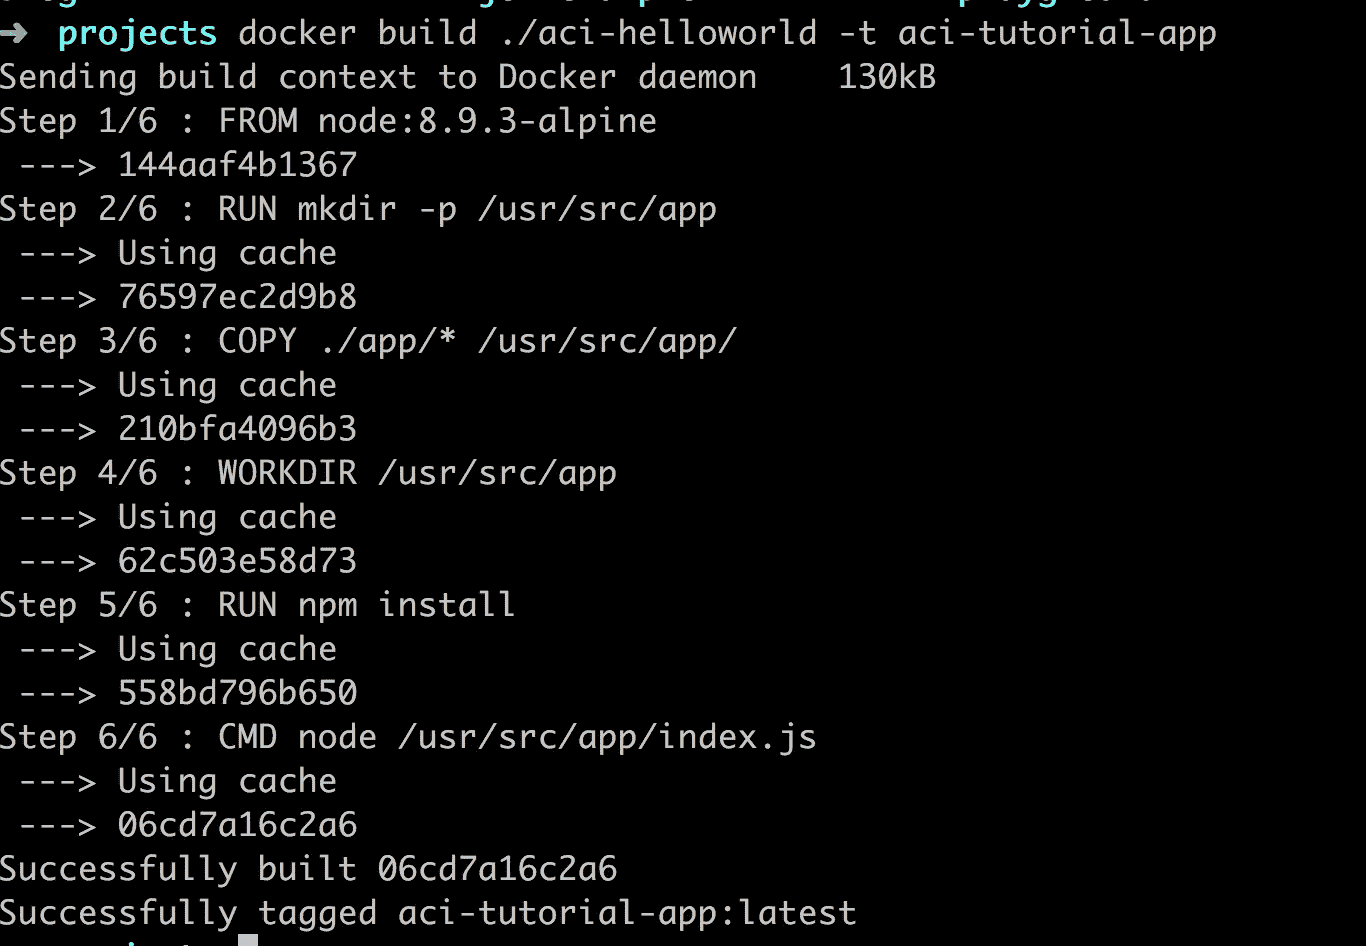 ➜ projects docker build ./aci-helloworld -t aci-tutorial-app
Sending build context to Docker daemon 130kB
Step 1/6 : FROM node:8.9.3-alpine
 ---> 144aaf4b1367
Step 2/6 : RUN mkdir -p /usr/src/app
 ---> Using cache
 ---> 76597ec2d9b8
Step 3/6 : COPY ./app/* /usr/src/app/
 ---> Using cache
 ---> 210bfa4096b3
Step 4/6 : WORKDIR /usr/src/app
 ---> Using cache
 ---> 62c503e58d73
Step 5/6 : RUN npm install
 ---> Using cache
 ---> 558bd796b650
Step 6/6 : CMD node /usr/src/app/index.js
 ---> Using cache
 ---> 06cd7a16c2a6
Successfully built 06cd7a16c2a6
Successfully tagged aci-tutorial-app:latest